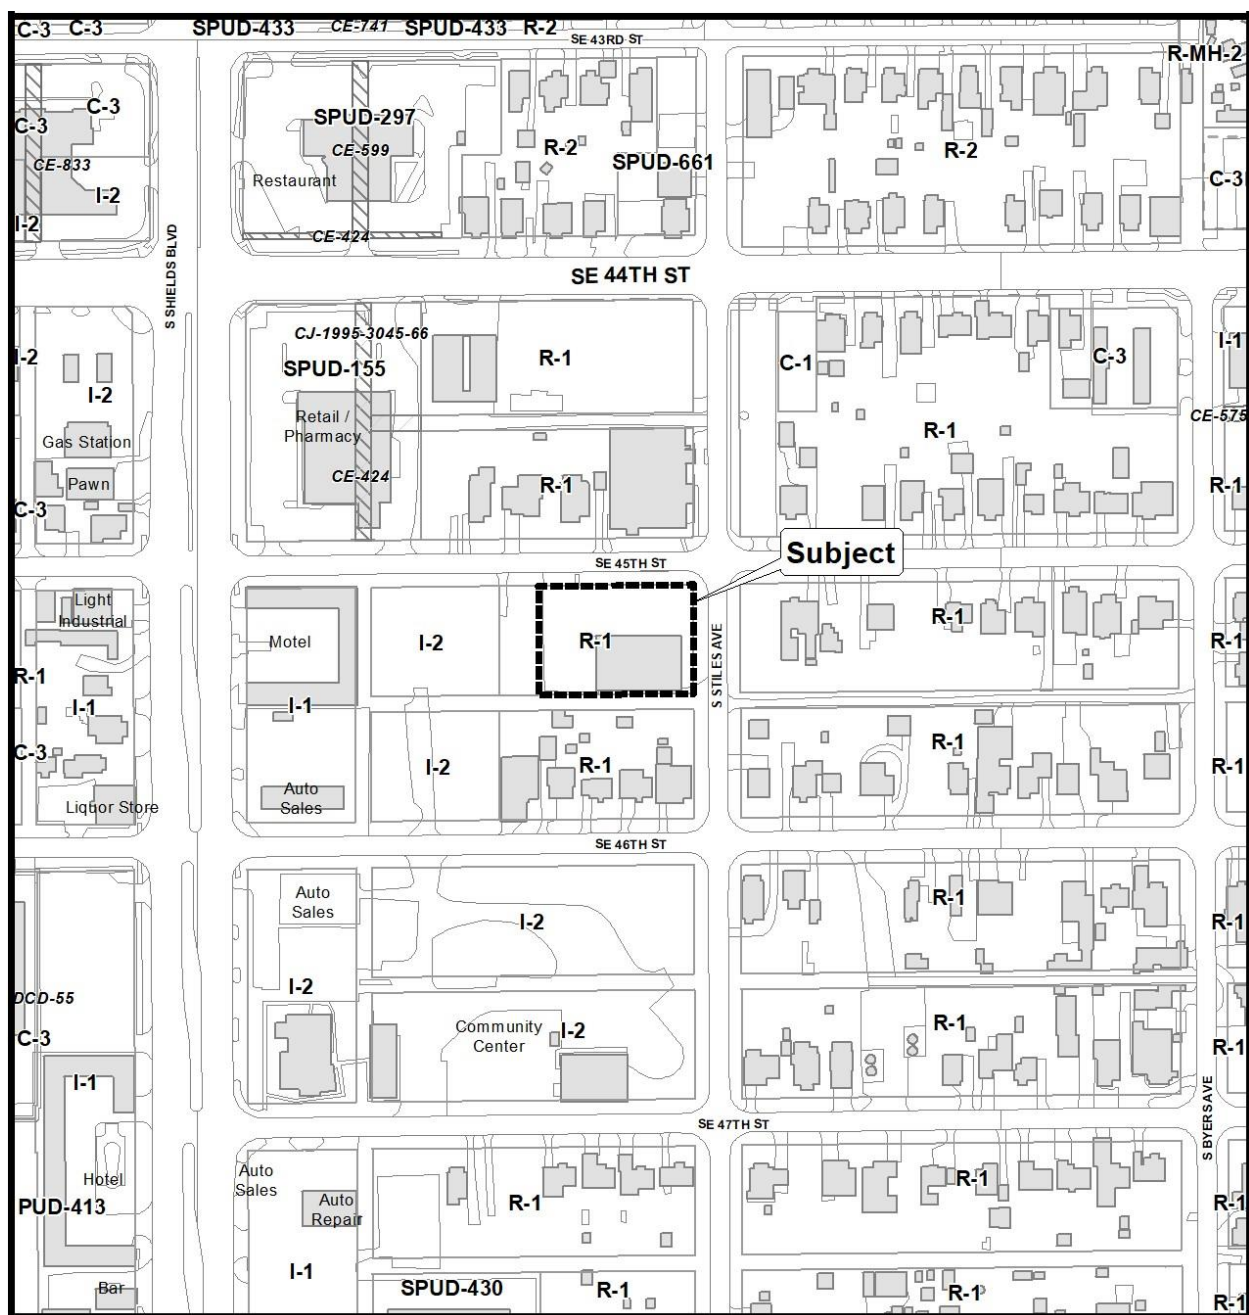 C-3 C-3 SPUD-433 CE-741 SPUD-433 R-2
SE 43RD ST
R-MH-2
C-3
SPUD-297
C-3
CE-599
R-2
R-2
CE-833
SPUD-661
Restaurant
C-3
I-2
I-2
CE-424
S SHIELDS BLVD
SE 44TH ST
CJ-1995-3045-66
I-1
I-2
R-1
C-3
SPUD-155
C-1
I-2
Retail /
Pharmacy
CE-575
Gas Station
R-1
CE-424
Pawn
R-1
R-1
C-3
Subject
SE 45TH ST
Light
Industrial
R-1
Motel
I-2
R-1
R-1
S STILES AVE
R-1
I-1
I-1
R-1
C-3
I-2
R-1
R-1
Auto
Sales
Liquor Store
SE 46TH ST
Auto
Sales
R-1
I-2
R-1
I-2
DCD-55
Community
Center
I-2
R-1
C-3
R-1
I-1
S BYERS AVE
SE 47TH ST
Auto
Sales
Hotel
R-1
Auto
Repair
R-1
R-1
PUD-413
I-1
Bar
SPUD-430
R-1
R-1
R-1